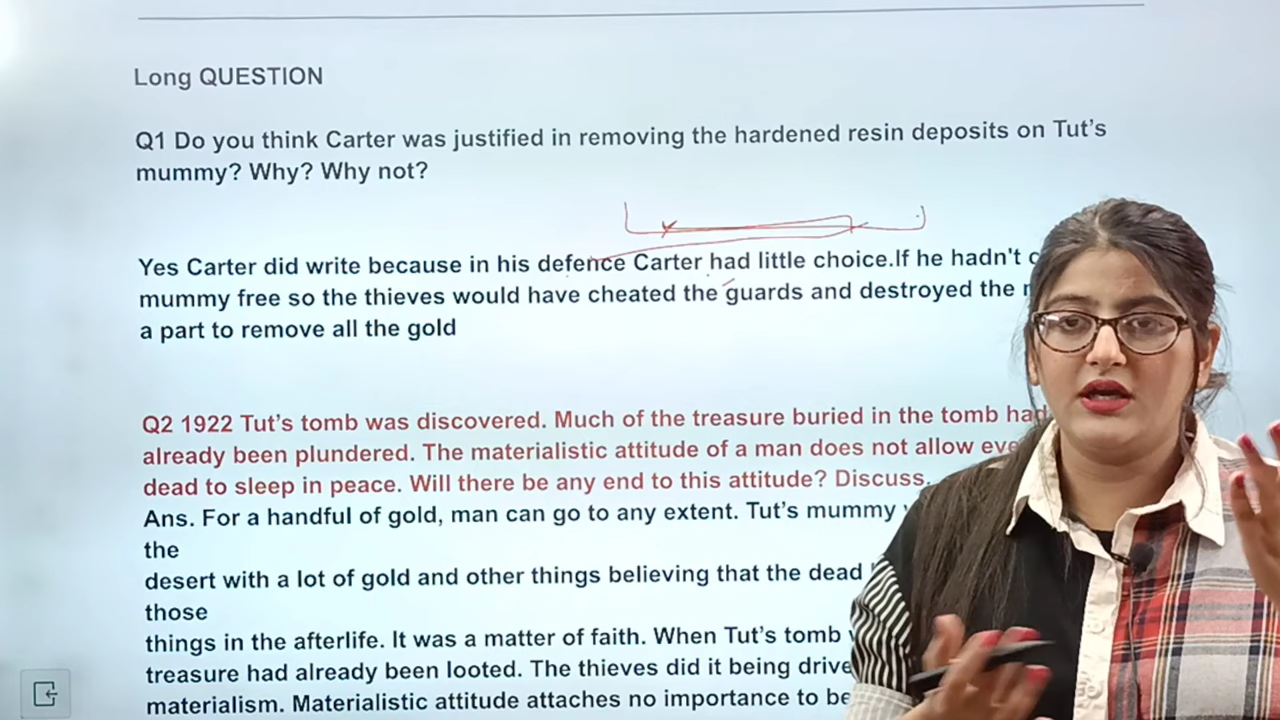 Long QUESTION
Q1 Do you think Carter was justified in removing the hardened resin deposits on Tut's
mummy? Why? Why not?
Yes Carter did write because in his defence Carter had little choice.If he hadn't
mummy free so the thieves would have cheated the guards and destroyed the
a part to remove all the gold
Q2 1922 Tut's tomb was discovered. Much of the treasure buried in the tomb had
already been plundered. The materialistic attitude of a man does not allow
dead to sleep in peace. Will there be any end to this attitude? Discuss.
Ans. For a handful of gold, man can go to any extent. Tut's mummy
the
desert with a lot of gold and other things believing that the dead
those
things in the afterlife. It was a matter of faith. When Tut's tomb
treasure had already been looted. The thieves did it being
materialism. Materialistic attitude attaches no importance to